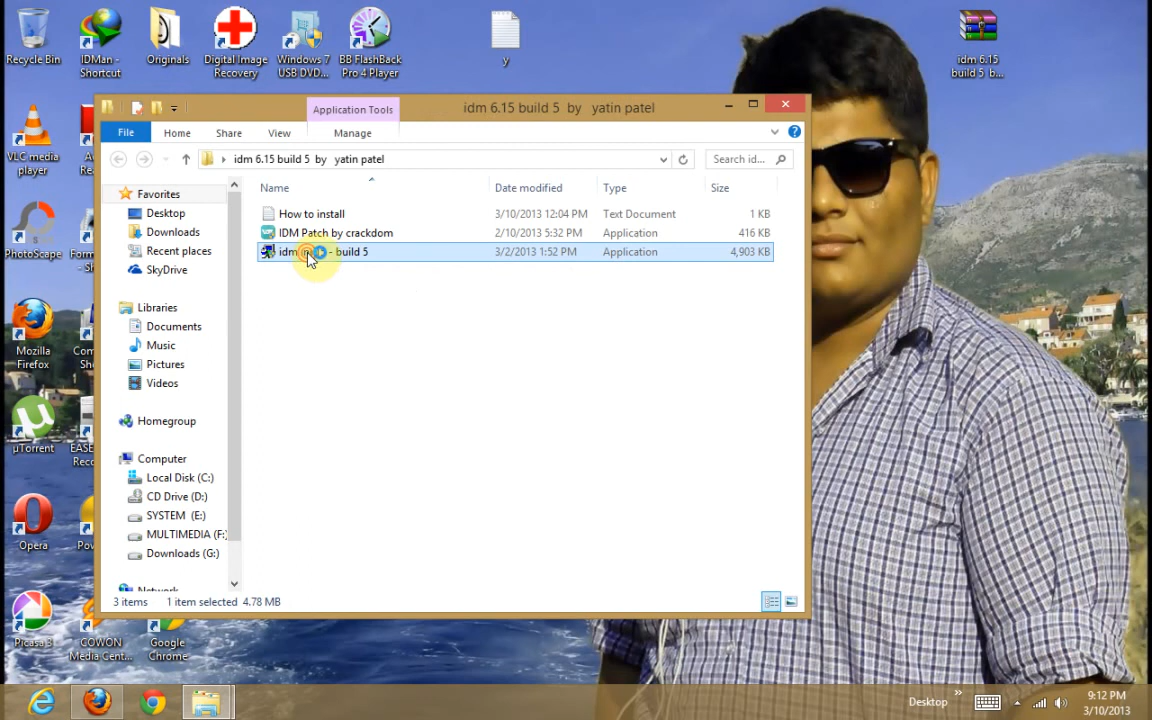 Recycle Bin
IDMan - Shortcut
Originals
Digital Image Recovery
Windows 7 USB DVD...
BB FlashBack Pro 4 Player
y
idm 6.15 build 5 b...
Application Tools
idm 6.15 build 5 by yatin patel
File
Home
Share
View
Manage
idm 6.15 build 5 by yatin patel
Search id...
Name
Date modified
Type
Size
How to install
3/10/2013 12:04 PM
Text Document
1 KB
IDM Patch by crackdom
2/10/2013 5:32 PM
Application
416 KB
idm - build 5
3/2/2013 1:52 PM
Application
4,903 KB
Favorites
Desktop
Downloads
Recent places
SkyDrive
Libraries
Documents
Music
Pictures
Videos
Homegroup
Computer
Local Disk (C:)
CD Drive (D:)
SYSTEM (E:)
MULTIMEDIA (F:)
Downloads (G:)
Network
3 items
1 item selected 4.78 MB
VLC media player
PhotoScape
Mozilla Firefox
µTorrent
Opera
Picasa 3
COWON Media Cent...
Google Chrome
Desktop
9:12 PM
3/10/2013